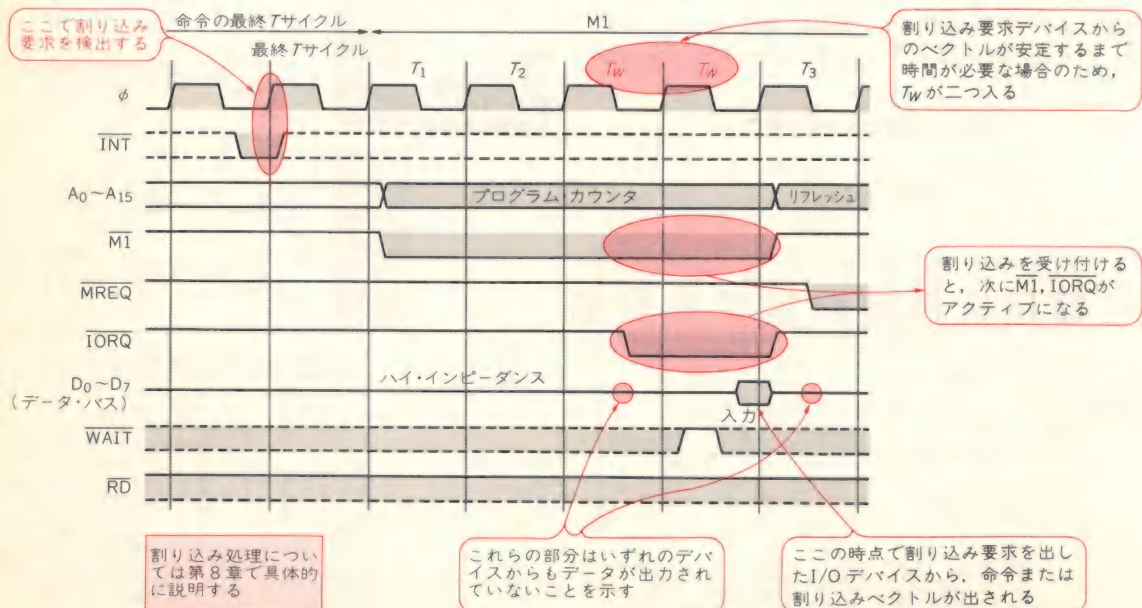 ここで割り込み
要求を検出する
命令の最終Tサイクル
最終Tサイクル
M1
割り込み要求デバイスから
のベクトルが安定するまで
時間が必要な場合のため，
TWが二つ入る
T1
T2
TW
TW
T3
φ
INT
A0～A15
プログラム・カウンタ
リフレッシュ
M1
MREQ
割り込みを受け付ける
と，次にM1，IORQが
アクティブになる
IORQ
D0～D7
（データ・バス）
ハイ・インピーダンス
入力
WAIT
RD
割り込み処理につい
ては第8章で具体的
に説明する
これらの部分はいずれのデバ
イスからもデータが出力され
ていないことを示す
ここの時点で割り込み要求を出し
たI/Oデバイスから，命令または
割り込みベクトルが出される